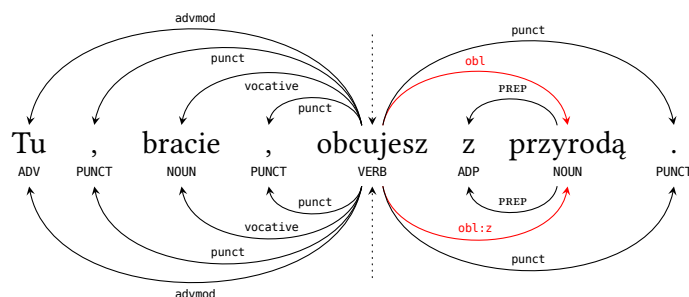 advmod
punct punct
obl
vocative PREP
punct
Tu , bracie , obcujesz z przyrodą .
ADV PUNCT NOUN PUNCT VERB ADP NOUN PUNCT
punct PREP
vocative obl:z
punct punct
advmod